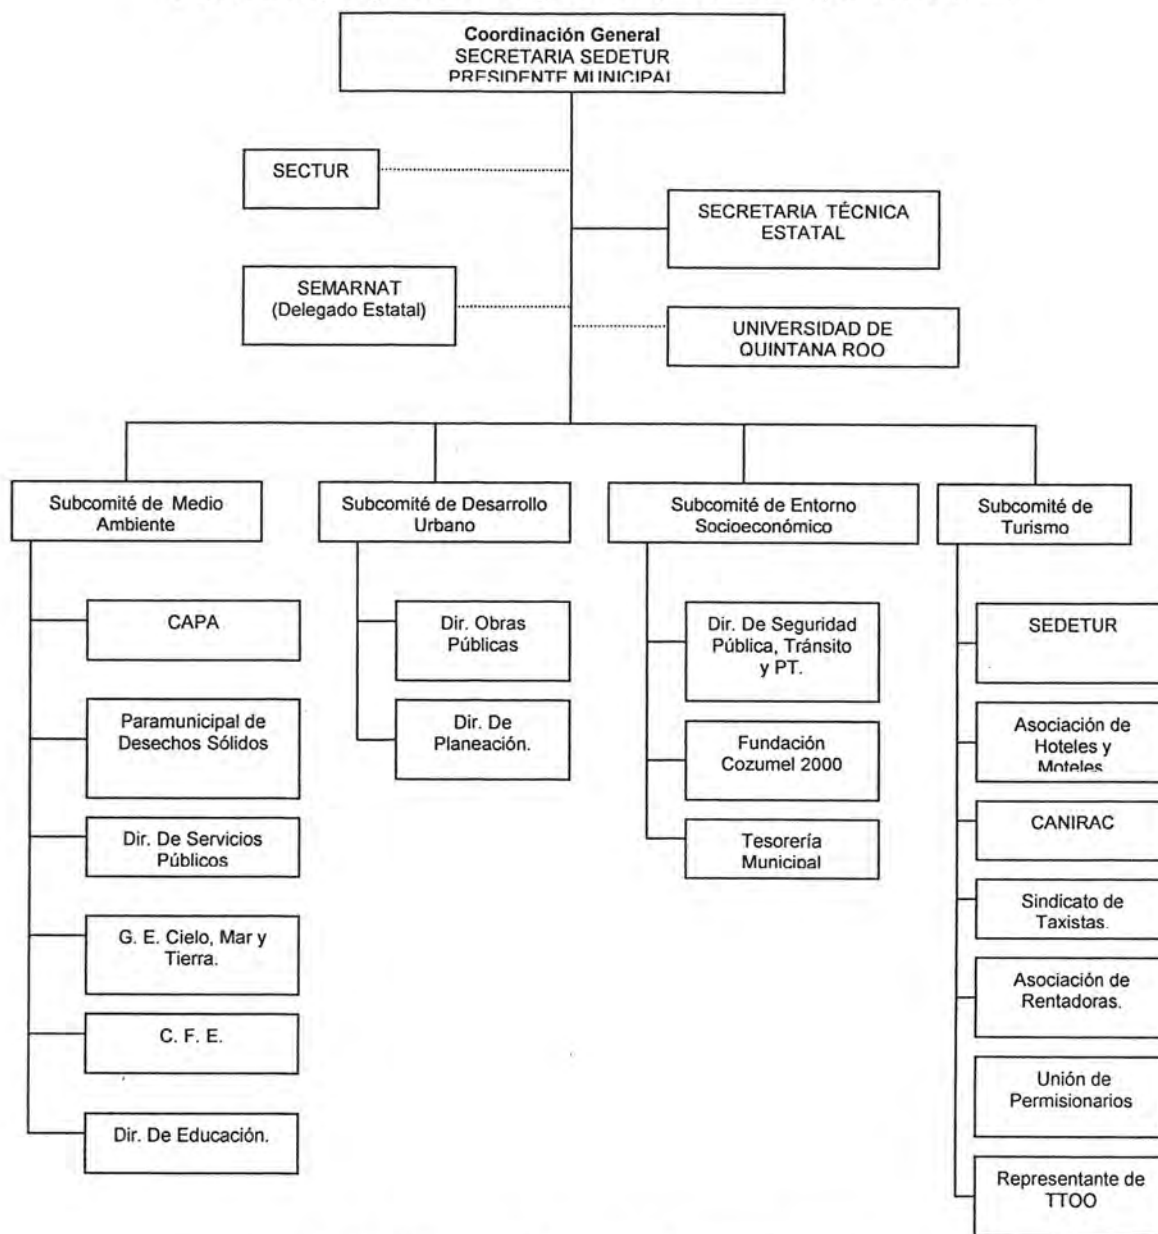 Coordinación General
SECRETARIA SEDETUR
PRESIDENTE MUNICIPAL
SECTUR
SECRETARIA TÉCNICA
ESTATAL
SEMARNAT
(Delegado Estatal)
UNIVERSIDAD DE
QUINTANA ROO
Subcomité de Medio
Ambiente
CAPA
Paramunicipal de
Desechos Sólidos
Dir. De Servicios
Públicos
G. E. Cielo, Mar y
Tierra.
C. F. E.
Dir. De Educación.
Subcomité de Desarrollo
Urbano
Dir. Obras
Públicas
Dir. De
Planeación.
Subcomité de Entorno
Socioeconómico
Dir. De Seguridad
Pública, Tránsito
y PT.
Fundación
Cozumel 2000
Tesorería
Municipal
Subcomité de
Turismo
SEDETUR
Asociación de
Hoteles y
Moteles
CANIRAC
Sindicato de
Taxistas.
Asociación de
Rentadoras.
Unión de
Permisionarios
Representante de
TTOO